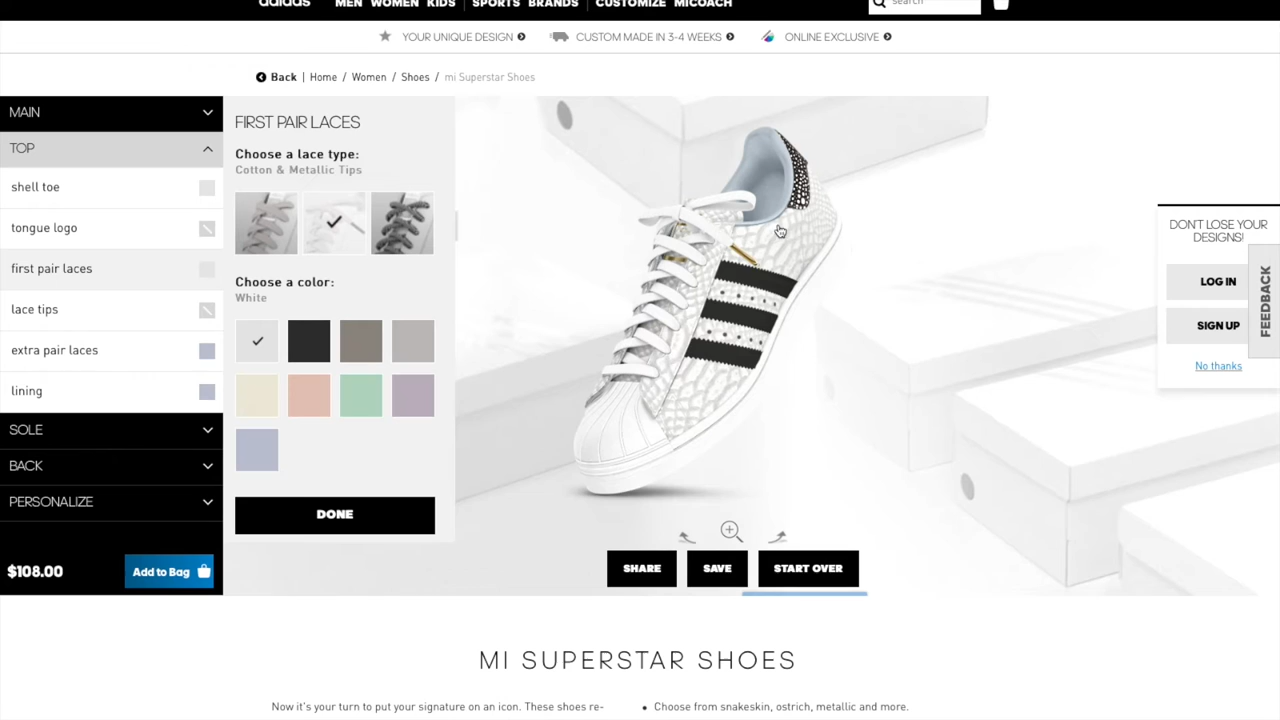 adidas MEN WOMEN KIDS SPORTS BRANDS CUSTOMIZE MICOACH search
YOUR UNIQUE DESIGN CUSTOM MADE IN 3-4 WEEKS ONLINE EXCLUSIVE
Back | Home / Women / Shoes / mi Superstar Shoes
MAIN
TOP
shell toe
tongue logo
first pair laces
lace tips
extra pair laces
lining
SOLE
BACK
PERSONALIZE
$108.00 Add to Bag
FIRST PAIR LACES
Choose a lace type:
Cotton & Metallic Tips
Choose a color:
White
DONE
SHARE SAVE START OVER
DON'T LOSE YOUR
DESIGNS!
LOG IN
SIGN UP
No thanks
FEEDBACK
MI SUPERSTAR SHOES
Now it's your turn to put your signature on an icon. These shoes re-
• Choose from snakeskin, ostrich, metallic and more.